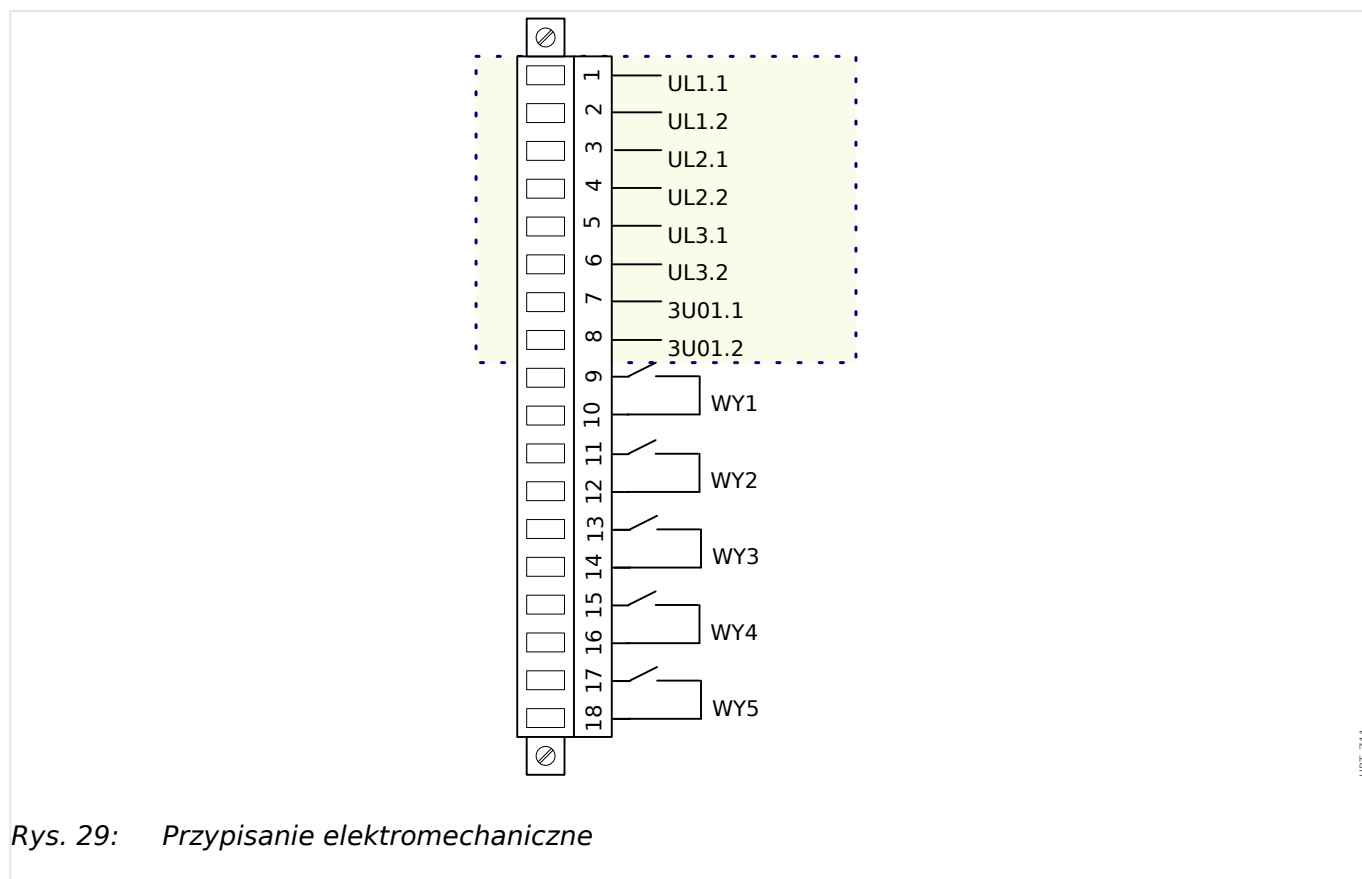 1 UL1.1
2 UL1.2
3 UL2.1
4 UL2.2
5 UL3.1
6 UL3.2
7 3U01.1
8 3U01.2
9
WY1
10
11
WY2
12
13
WY3
14
15
WY4
16
17
WY5
18
Rys. 29: Przypisanie elektromechaniczne